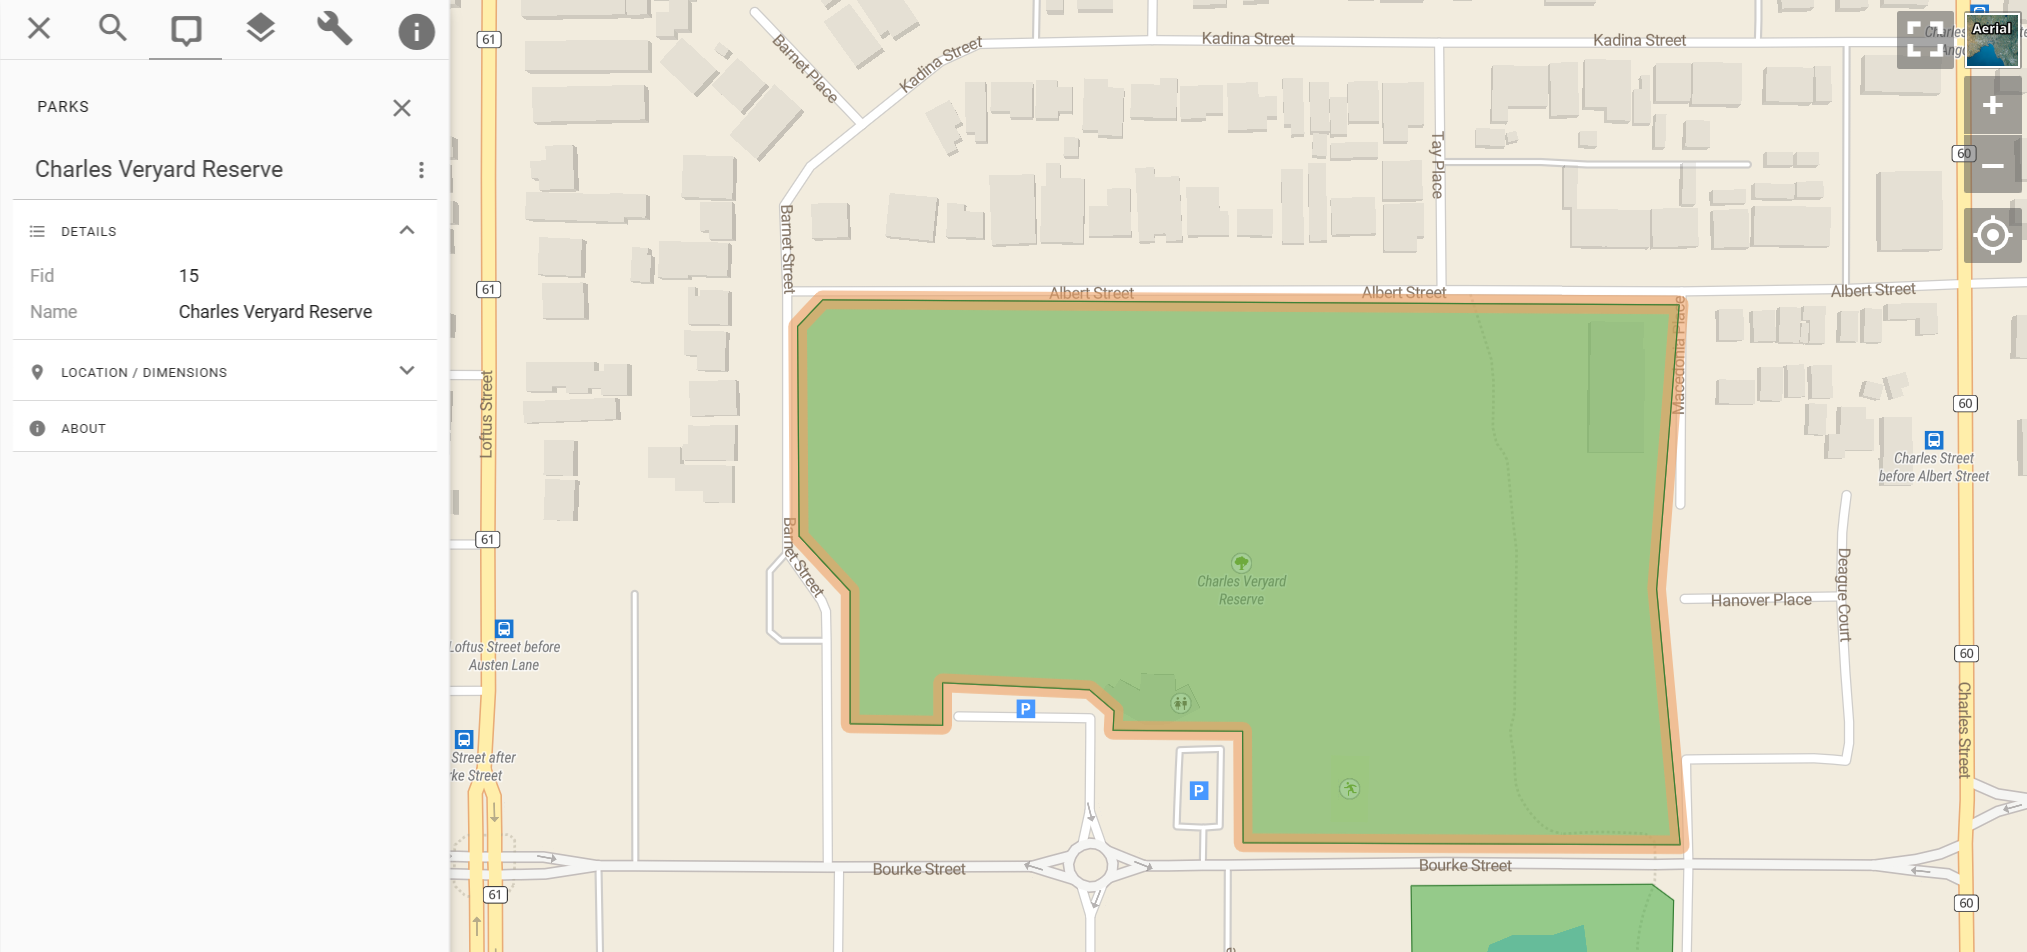 PARKS
Charles Veryard Reserve
DETAILS
Fid 15
Name Charles Veryard Reserve
LOCATION / DIMENSIONS
ABOUT
61
Barnet Place
Kadina Street
Kadina Street
Kadina Street
Charles
Aerial
Tay Place
60
Barnet Street
61
Albert Street
Albert Street
Albert Street
Macedonia Place
Loftus Street
60
Charles Street
before Albert Street
61
Barnet Street
Charles Veryard
Reserve
Deague Court
Hanover Place
Loftus Street before
Austen Lane
60
Charles Street
P
Street after
rke Street
P
Bourke Street
Bourke Street
61
60